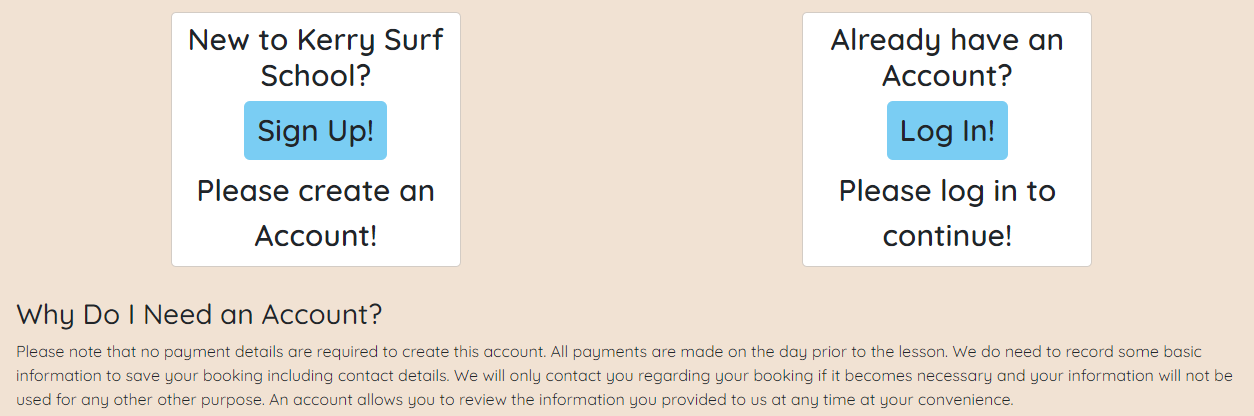 New to Kerry Surf
School?
Sign Up!
Please create an
Account!
Already have an
Account?
Log In!
Please log in to
continue!
Why Do I Need an Account?
Please note that no payment details are required to create this account. All payments are made on the day prior to the lesson. We do need to record some basic
information to save your booking including contact details. We will only contact you regarding your booking if it becomes necessary and your information will not be
used for any other other purpose. An account allows you to review the information you provided to us at any time at your convenience.